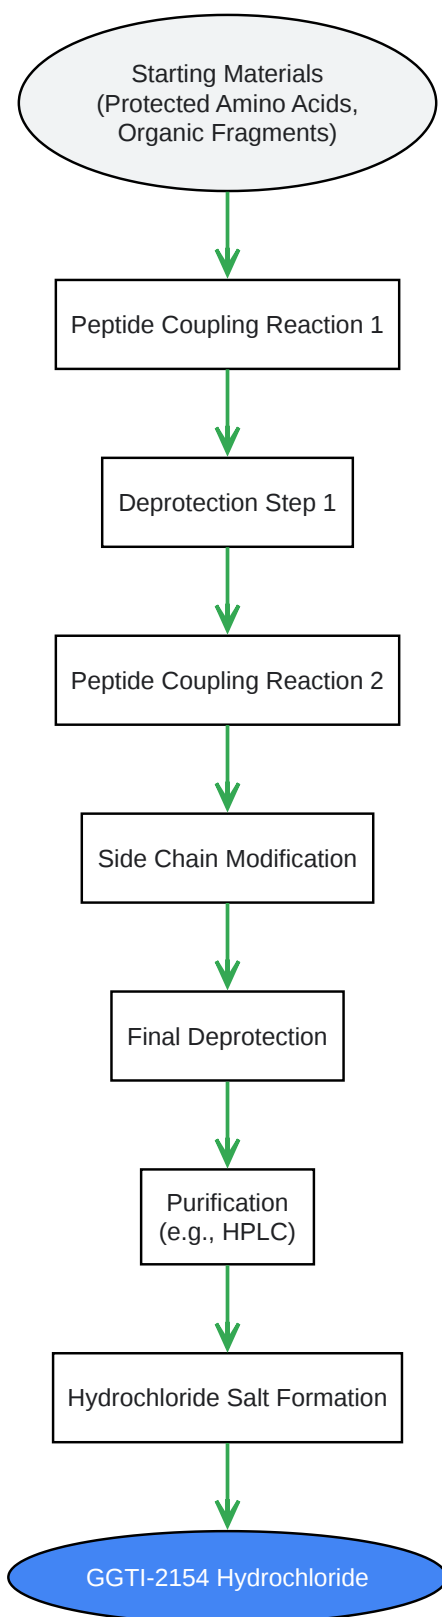 Starting Materials
(Protected Amino Acids,
Organic Fragments)
Peptide Coupling Reaction 1
Deprotection Step 1
Peptide Coupling Reaction 2
Side Chain Modification
Final Deprotection
Purification
(e.g., HPLC)
Hydrochloride Salt Formation
GGTI-2154 Hydrochloride